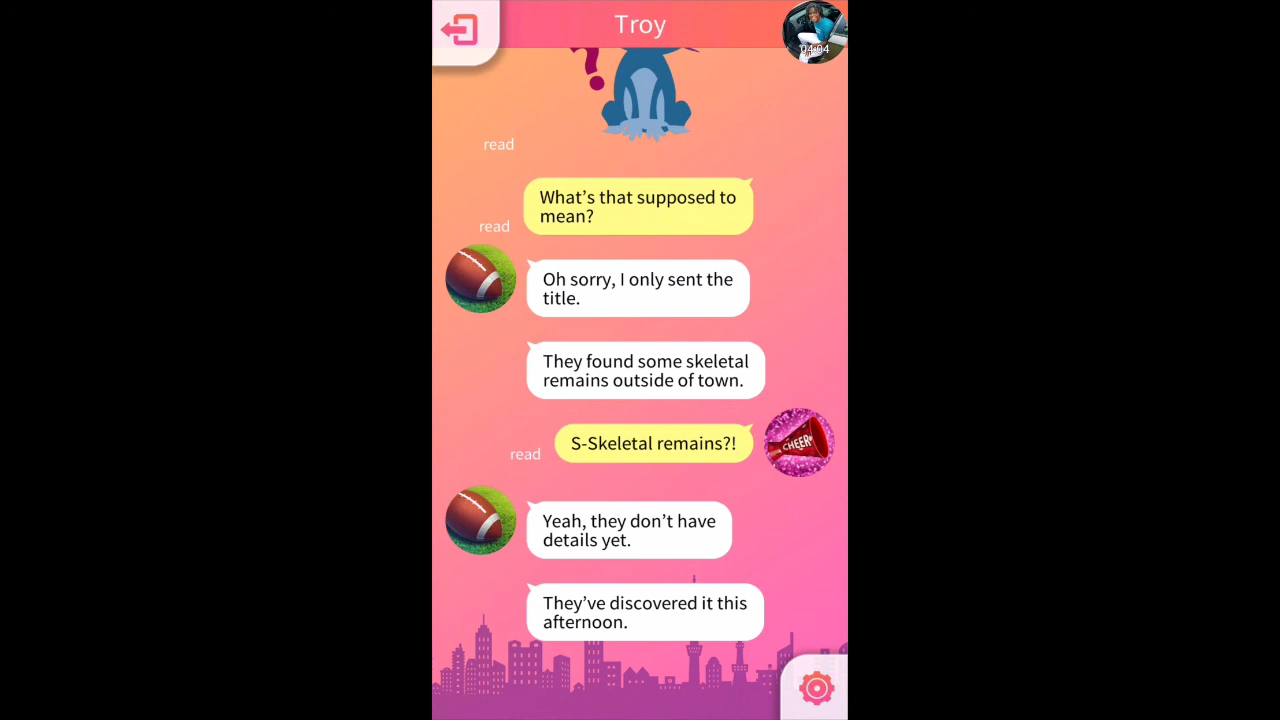 Troy
04:04
?
read
What's that supposed to
mean?
read
Oh sorry, I only sent the
title.
They found some skeletal
remains outside of town.
S-Skeletal remains?!
CHEER
read
Yeah, they don't have
details yet.
They've discovered it this
afternoon.